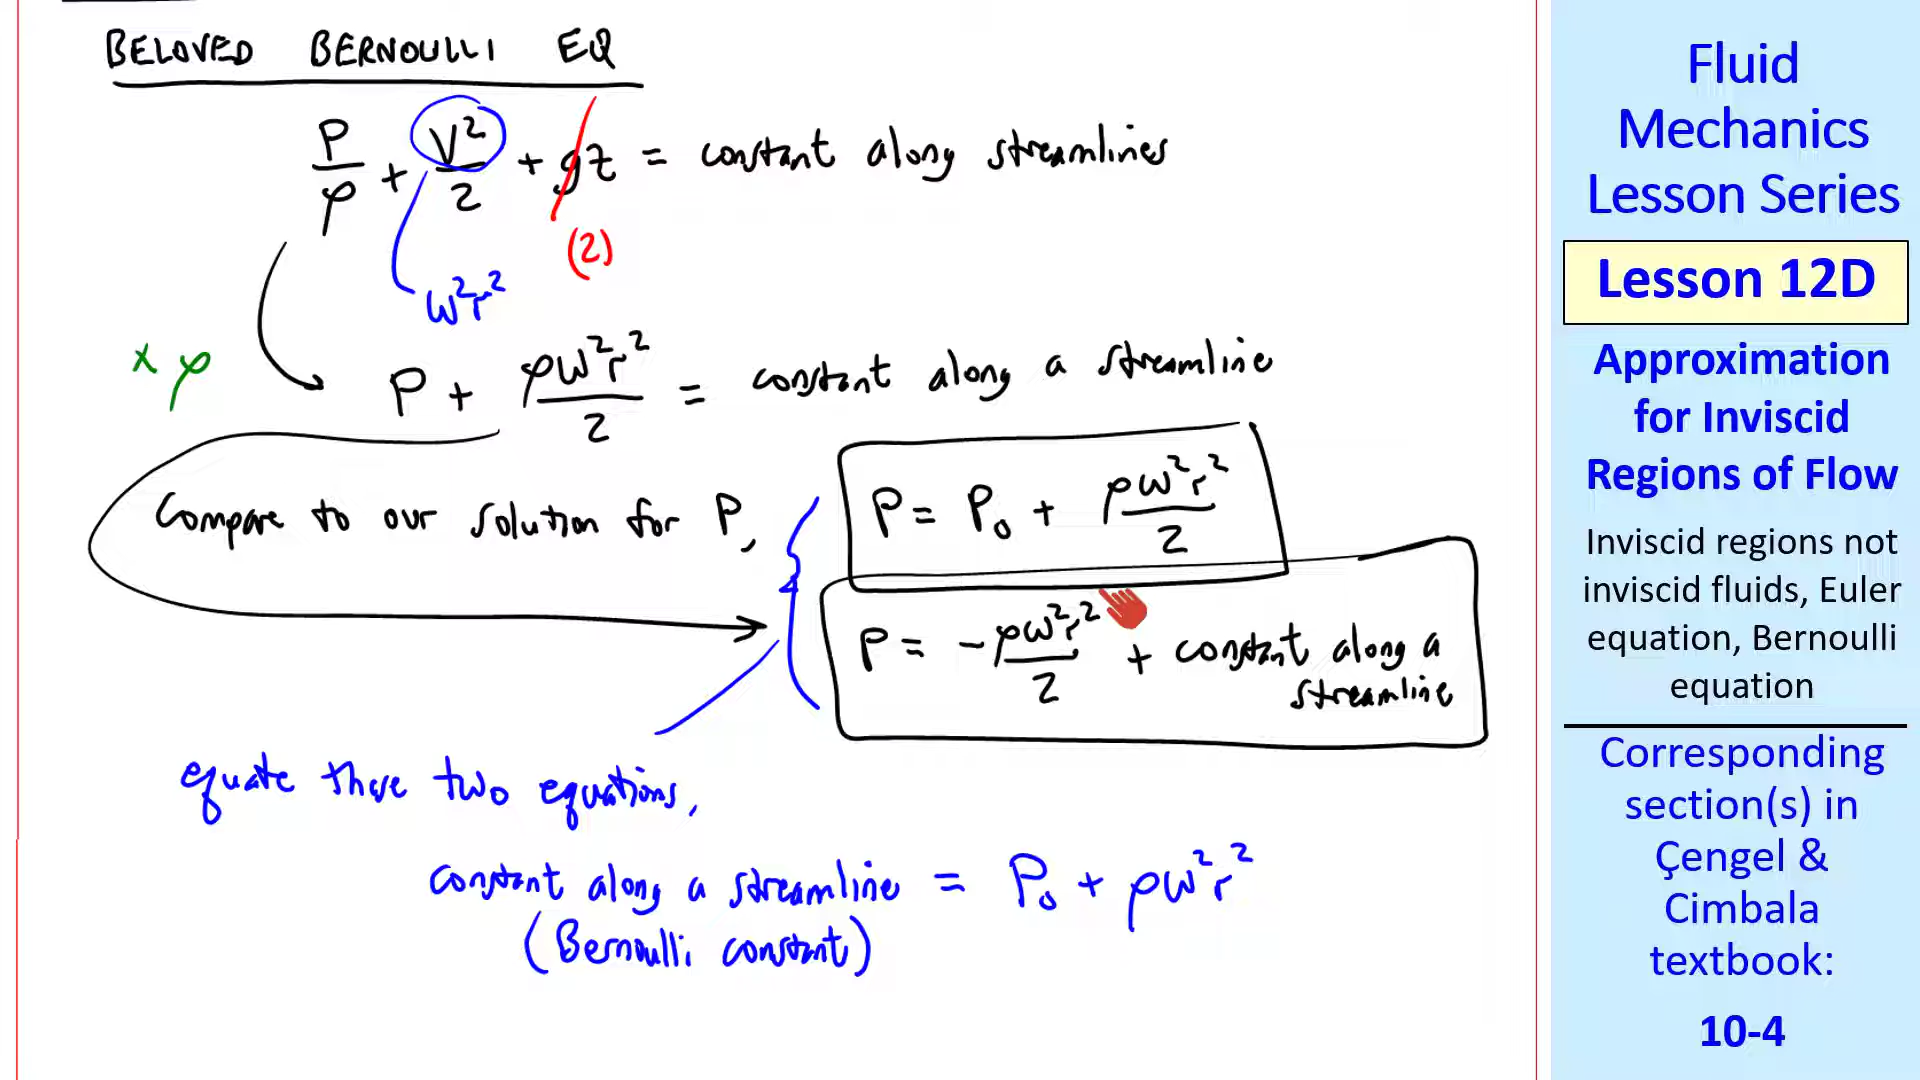 BELOVED BERNOULLI EQ
P/ρ + V²/2 + gz = constant along streamlines
(2)
ω²r²
× ρ
P + ρω²r²/2 = constant along a streamline
Compare to our solution for P,
P = P₀ + ρω²r²/2
P = -ρω²r²/2 + constant along a streamline
equate these two equations,
constant along a streamline = P₀ + ρω²r²
(Bernoulli constant)
Fluid
Mechanics
Lesson Series
Lesson 12D
Approximation
for Inviscid
Regions of Flow
Inviscid regions not
inviscid fluids, Euler
equation, Bernoulli
equation
Corresponding
section(s) in
Çengel &
Cimbala
textbook:
10-4